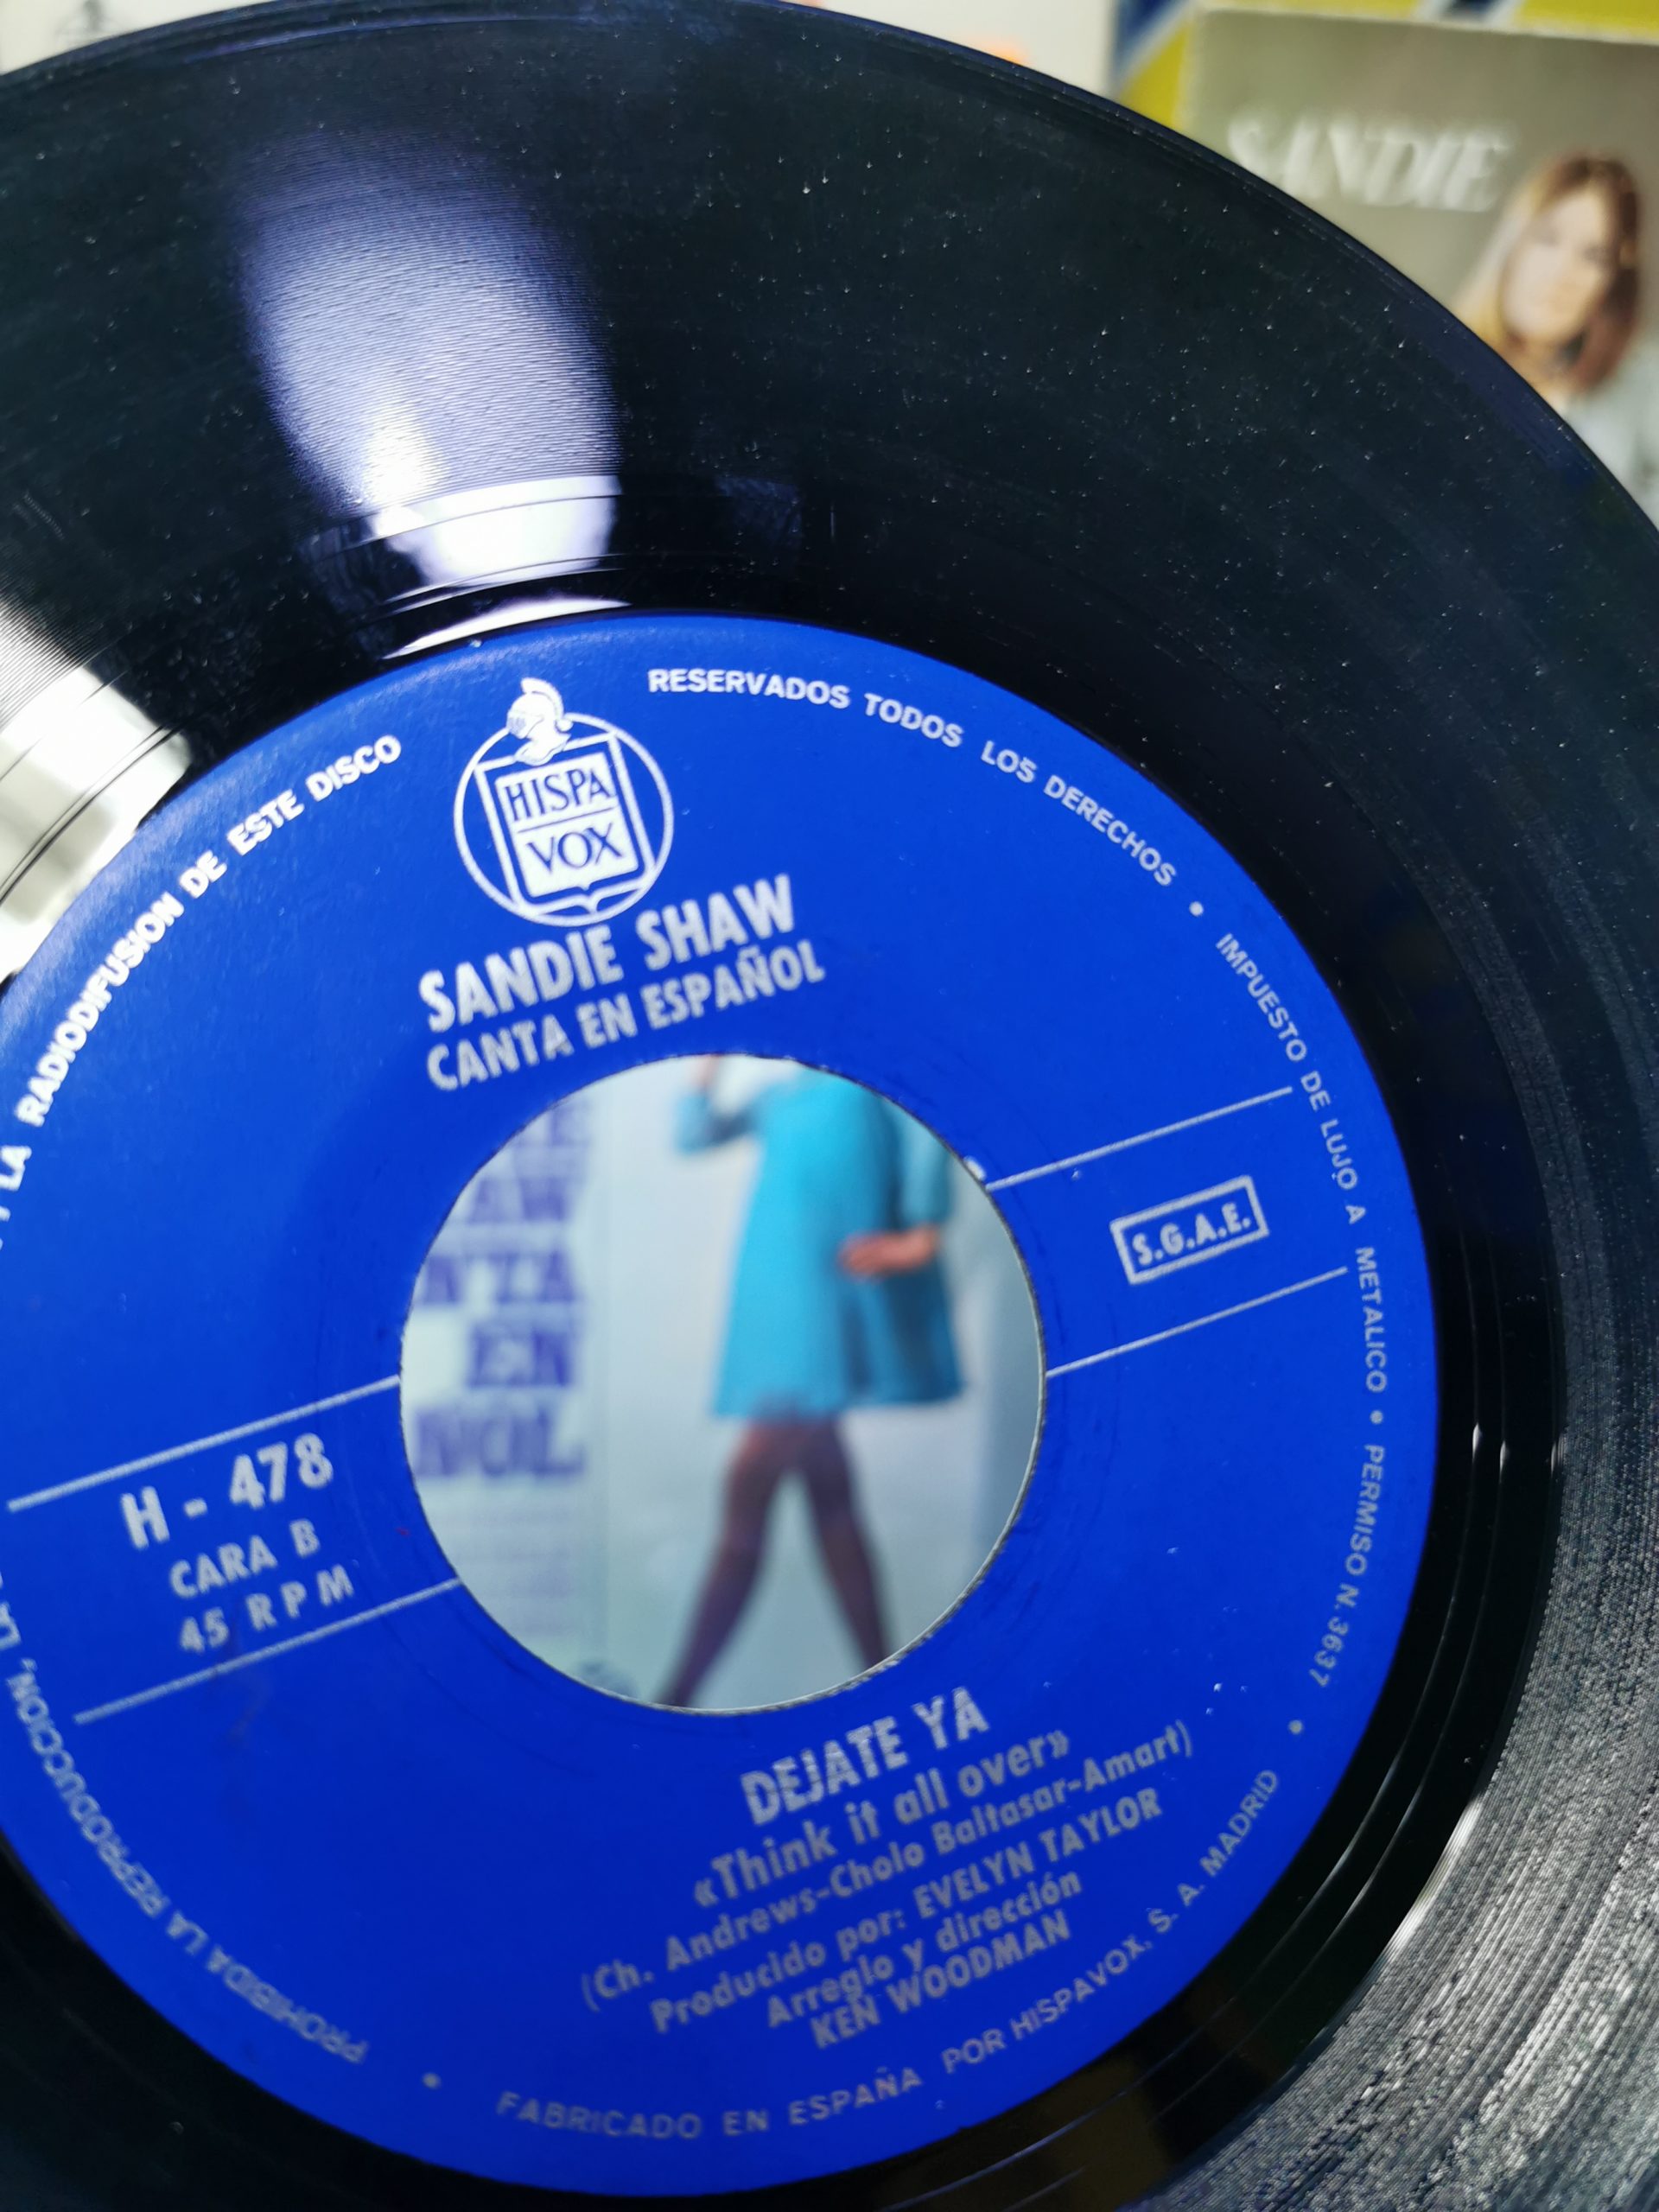 SANDIE
RESERVADOS TODOS LOS DERECHOS • IMPUESTO DE LUJO A METALICO • PERMISO N. 3637 •
LA RADIODIFUSION DE ESTE DISCO
HISPA
VOX
SANDIE SHAW
CANTA EN ESPAÑOL
S.G.A.E.
EN
H - 478
CARA B
45 RPM
DEJATE YA
«Think it all over»
(Ch. Andrews-Cholo Baltasar-Amart)
Producido por: EVELYN TAYLOR
Arreglo y dirección
KEN WOODMAN
PROHIBIDA LA REPRODUCCION,
• FABRICADO EN ESPAÑA POR HISPAVOX, S. A. MADRID